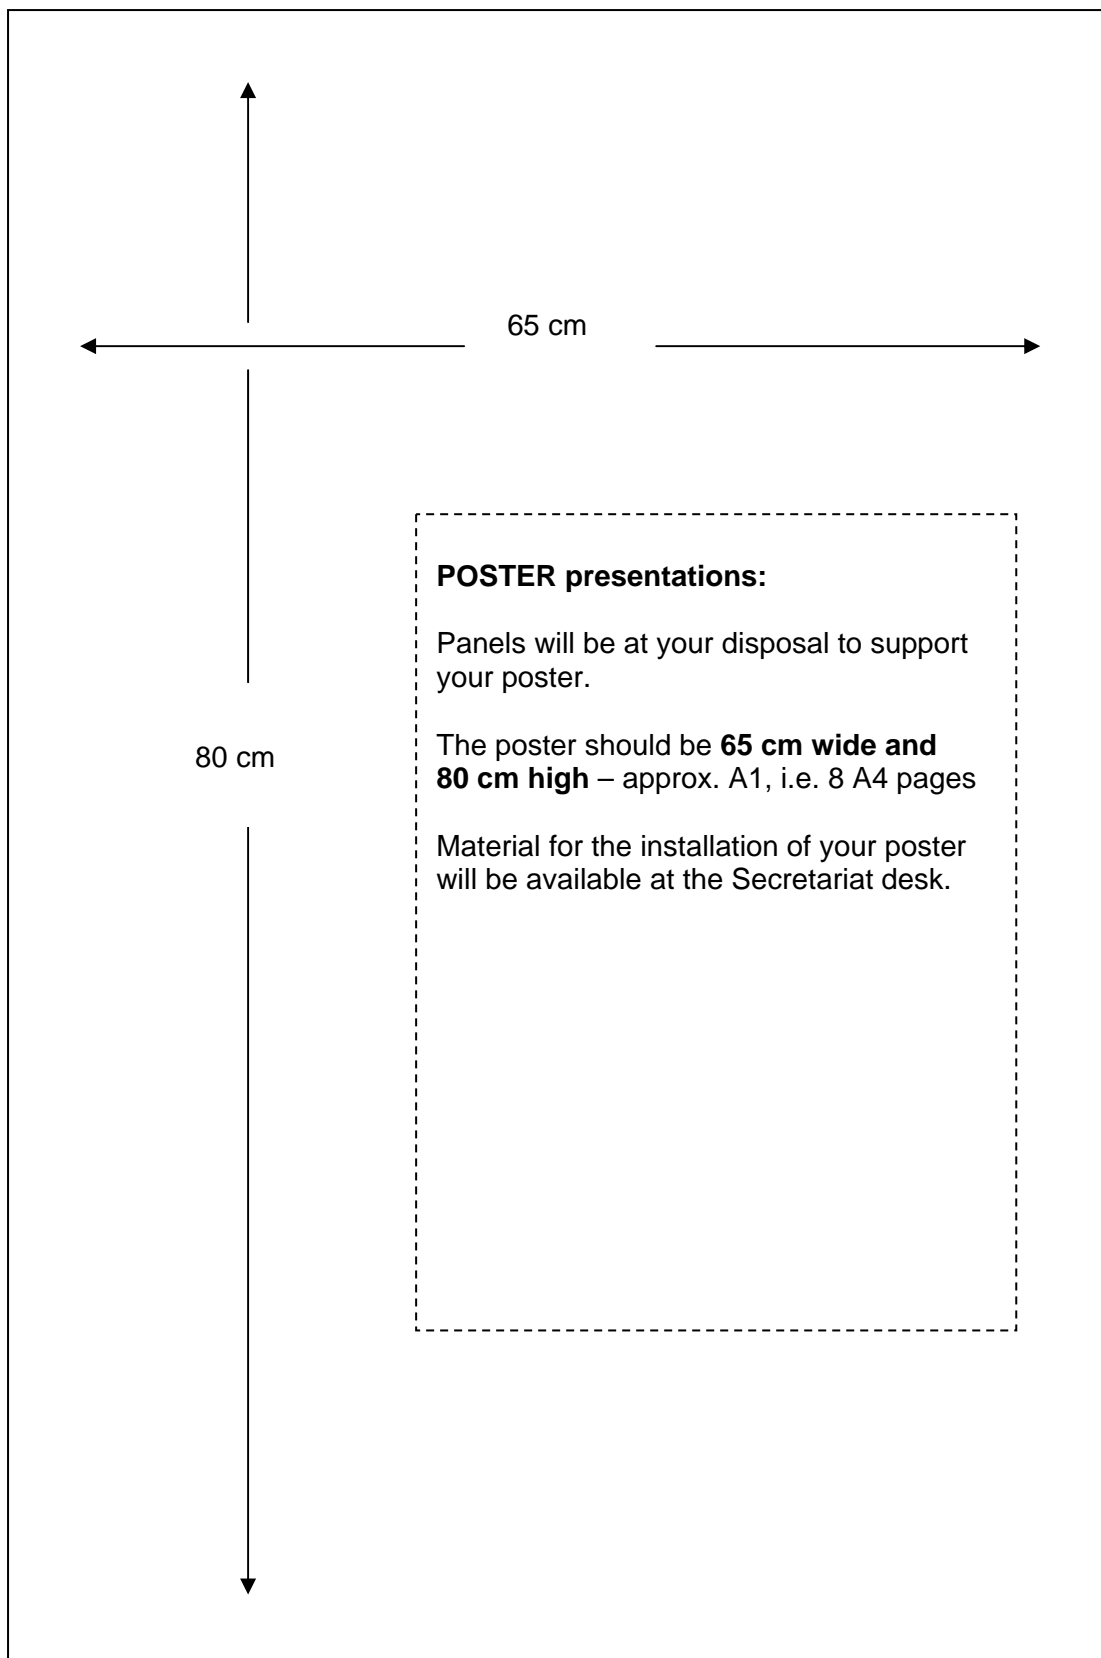 65 cm
POSTER presentations:
Panels will be at your disposal to support
your poster.
The poster should be 65 cm wide and
80 cm high – approx. A1, i.e. 8 A4 pages
Material for the installation of your poster
will be available at the Secretariat desk.
80 cm